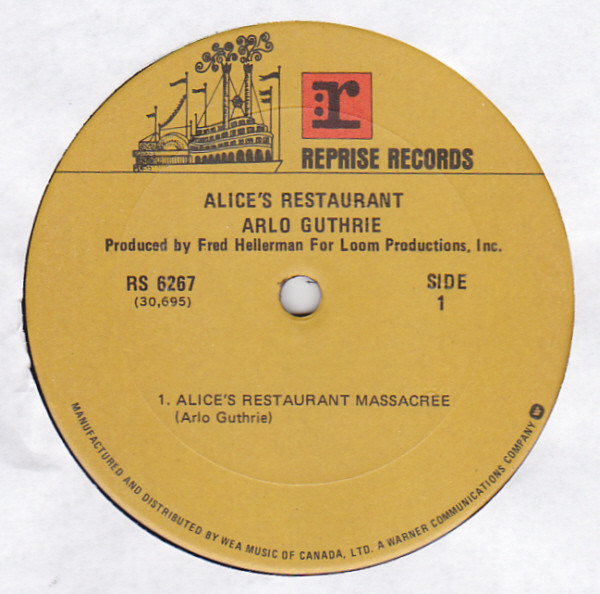 r
REPRISE RECORDS
ALICE'S RESTAURANT
ARLO GUTHRIE
Produced by Fred Hellerman For Loom Productions, Inc.
RS 6267
(30,695)
SIDE
1
1. ALICE'S RESTAURANT MASSACREE
(Arlo Guthrie)
MANUFACTURED AND DISTRIBUTED BY WEA MUSIC OF CANADA, LTD. A WARNER COMMUNICATIONS COMPANY